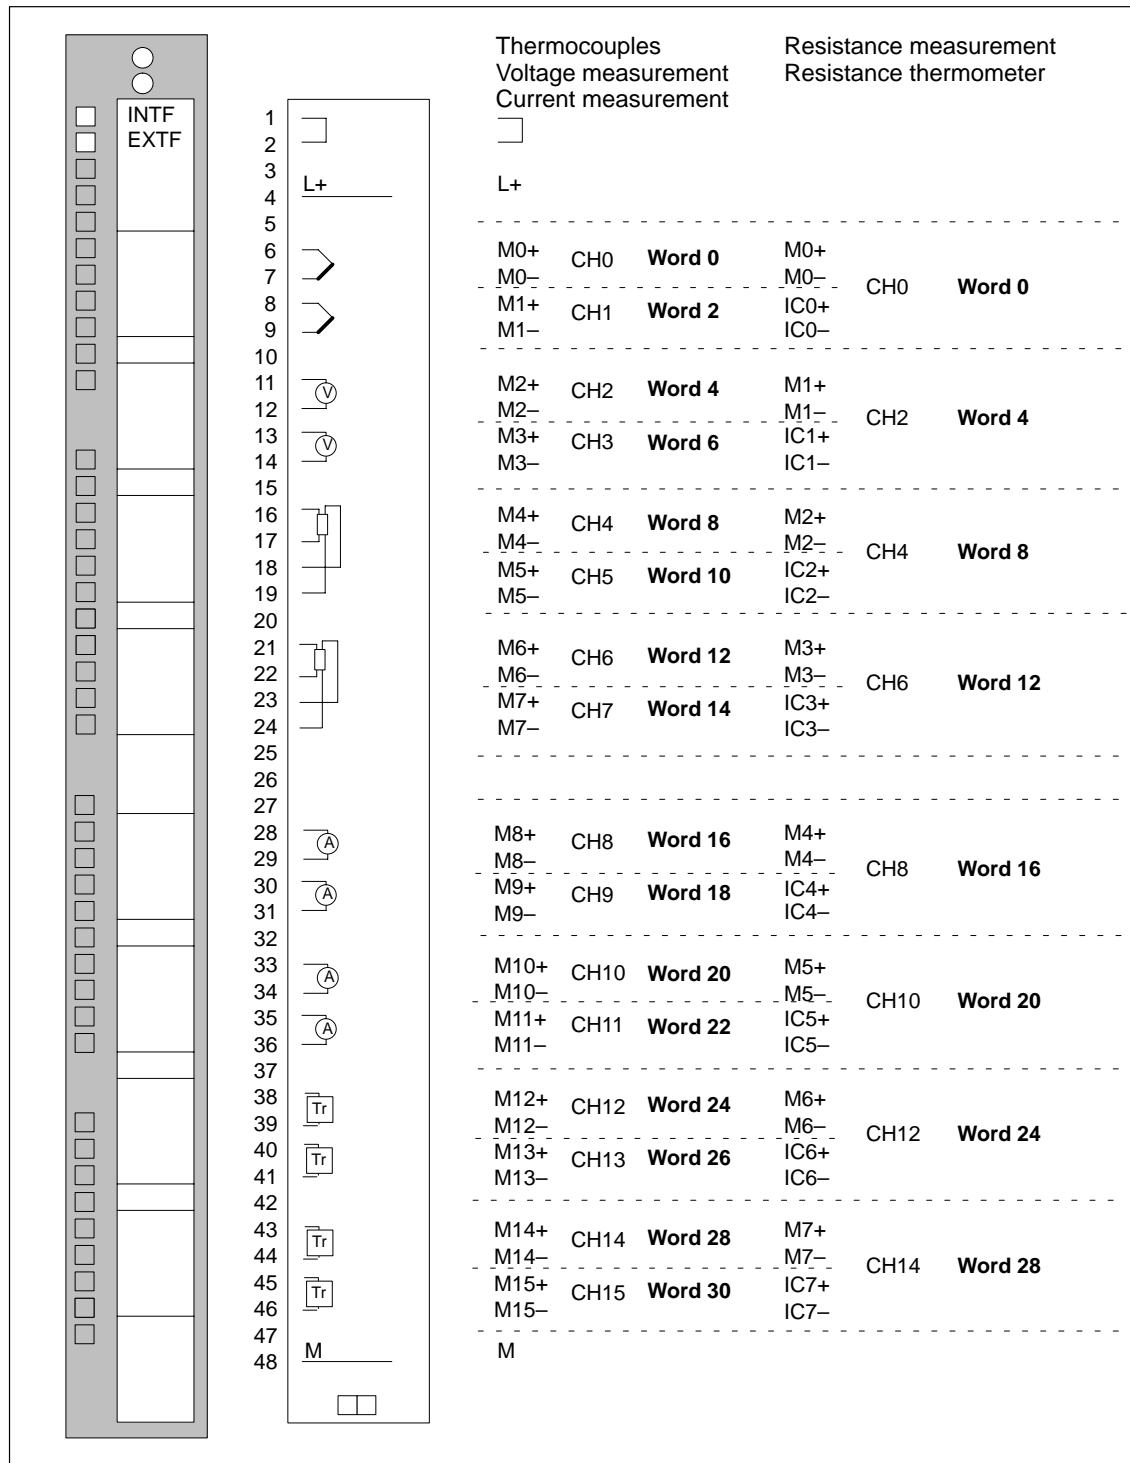 Thermocouples Resistance measurement
Voltage measurement Resistance thermometer
Current measurement
INTF
EXTF
1
2
3
4 L+ L+
5
6 M0+ CH0 Word 0 M0+
7 M0– M0–
CH0 Word 0
8 M1+ CH1 Word 2 IC0+
9 M1– IC0–
10
11 M2+ CH2 Word 4 M1+
12 V M2– M1–
CH2 Word 4
13 M3+ CH3 Word 6 IC1+
14 V M3– IC1–
15
16 M4+ CH4 Word 8 M2+
17 M4– M2–
CH4 Word 8
18 M5+ CH5 Word 10 IC2+
19 M5– IC2–
20
21 M6+ CH6 Word 12 M3+
22 M6– M3–
CH6 Word 12
23 M7+ CH7 Word 14 IC3+
24 M7– IC3–
25
26
27
28 M8+ CH8 Word 16 M4+
29 A M8– M4–
CH8 Word 16
30 M9+ CH9 Word 18 IC4+
31 A M9– IC4–
32
33 M10+ CH10 Word 20 M5+
34 A M10– M5–
CH10 Word 20
35 M11+ CH11 Word 22 IC5+
36 A M11– IC5–
37
38 M12+ CH12 Word 24 M6+
39 Tr M12– M6–
CH12 Word 24
40 M13+ CH13 Word 26 IC6+
41 Tr M13– IC6–
42
43 M14+ CH14 Word 28 M7+
44 Tr M14– M7–
CH14 Word 28
45 M15+ CH15 Word 30 IC7+
46 Tr M15– IC7–
47
48 M M